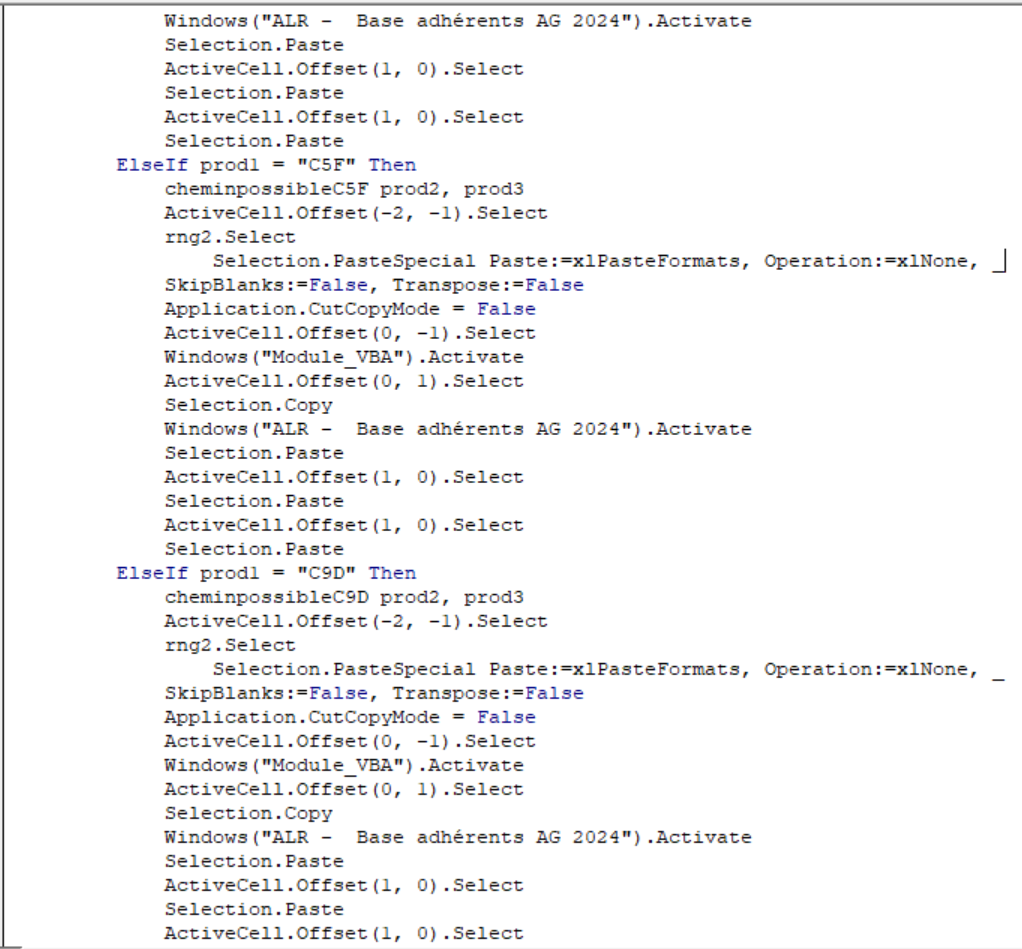 Windows("ALR -  Base adhérents AG 2024").Activate
Selection.Paste
ActiveCell.Offset(1, 0).Select
Selection.Paste
ActiveCell.Offset(1, 0).Select
Selection.Paste
ElseIf prod1 = "C5F" Then
cheminpossibleC5F prod2, prod3
ActiveCell.Offset(-2, -1).Select
rng2.Select
Selection.PasteSpecial Paste:=xlPasteFormats, Operation:=xlNone, _
SkipBlanks:=False, Transpose:=False
Application.CutCopyMode = False
ActiveCell.Offset(0, -1).Select
Windows("Module_VBA").Activate
ActiveCell.Offset(0, 1).Select
Selection.Copy
Windows("ALR -  Base adhérents AG 2024").Activate
Selection.Paste
ActiveCell.Offset(1, 0).Select
Selection.Paste
ActiveCell.Offset(1, 0).Select
Selection.Paste
ElseIf prod1 = "C9D" Then
cheminpossibleC9D prod2, prod3
ActiveCell.Offset(-2, -1).Select
rng2.Select
Selection.PasteSpecial Paste:=xlPasteFormats, Operation:=xlNone, _
SkipBlanks:=False, Transpose:=False
Application.CutCopyMode = False
ActiveCell.Offset(0, -1).Select
Windows("Module_VBA").Activate
ActiveCell.Offset(0, 1).Select
Selection.Copy
Windows("ALR -  Base adhérents AG 2024").Activate
Selection.Paste
ActiveCell.Offset(1, 0).Select
Selection.Paste
ActiveCell.Offset(1, 0).Select